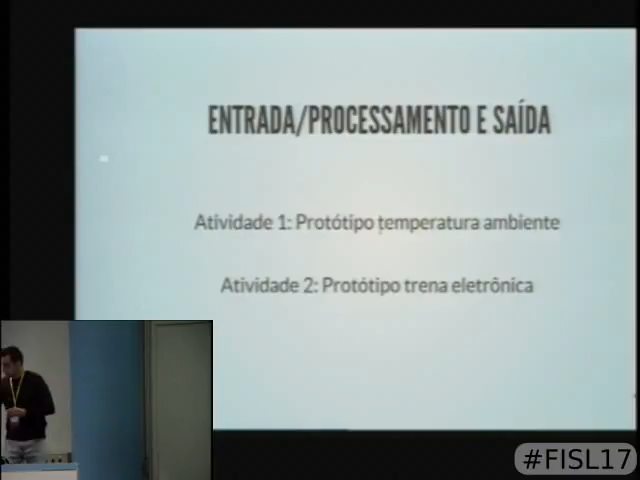 ENTRADA/PROCESSAMENTO E SAÍDA
Atividade 1: Protótipo temperatura ambiente
Atividade 2: Protótipo trena eletrônica
#FISL17